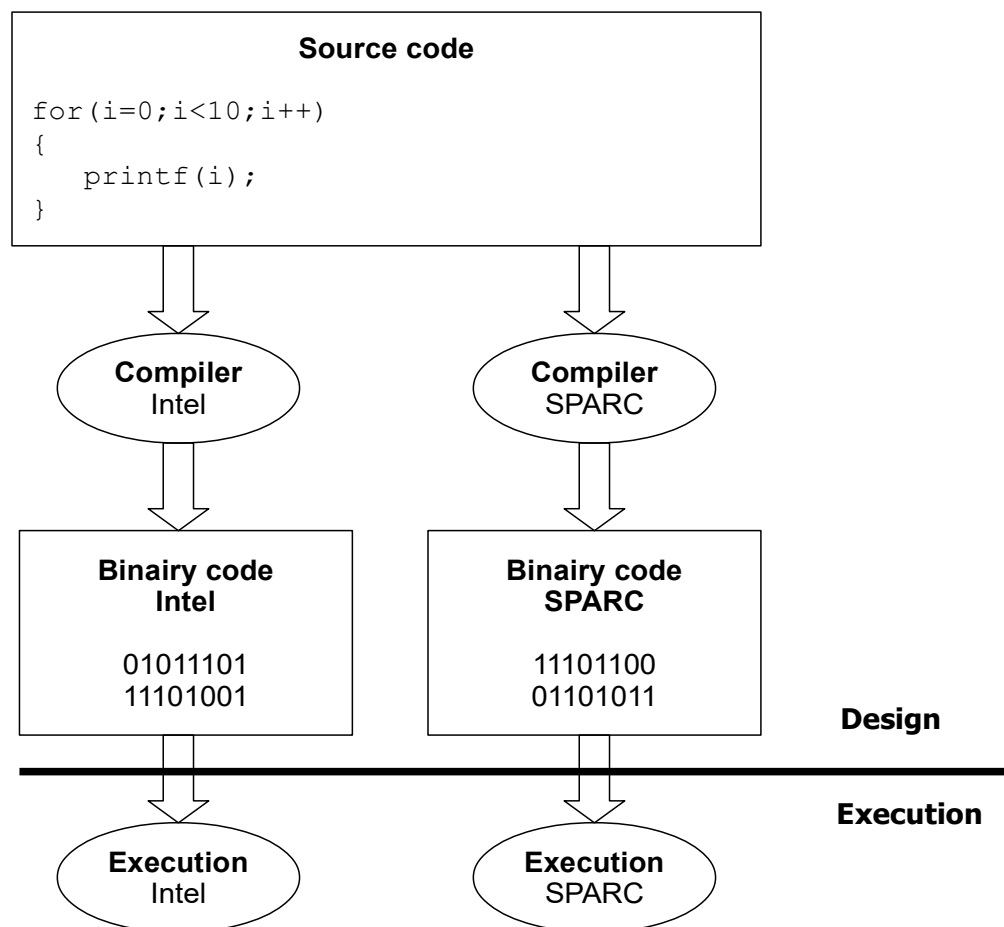 Source code
for(i=0;i<10;i++)
{
printf(i);
}
Compiler
Intel
Compiler
SPARC
Binairy code
Intel
01011101
11101001
Binairy code
SPARC
11101100
01101011
Design
Execution
Execution
Intel
Execution
SPARC